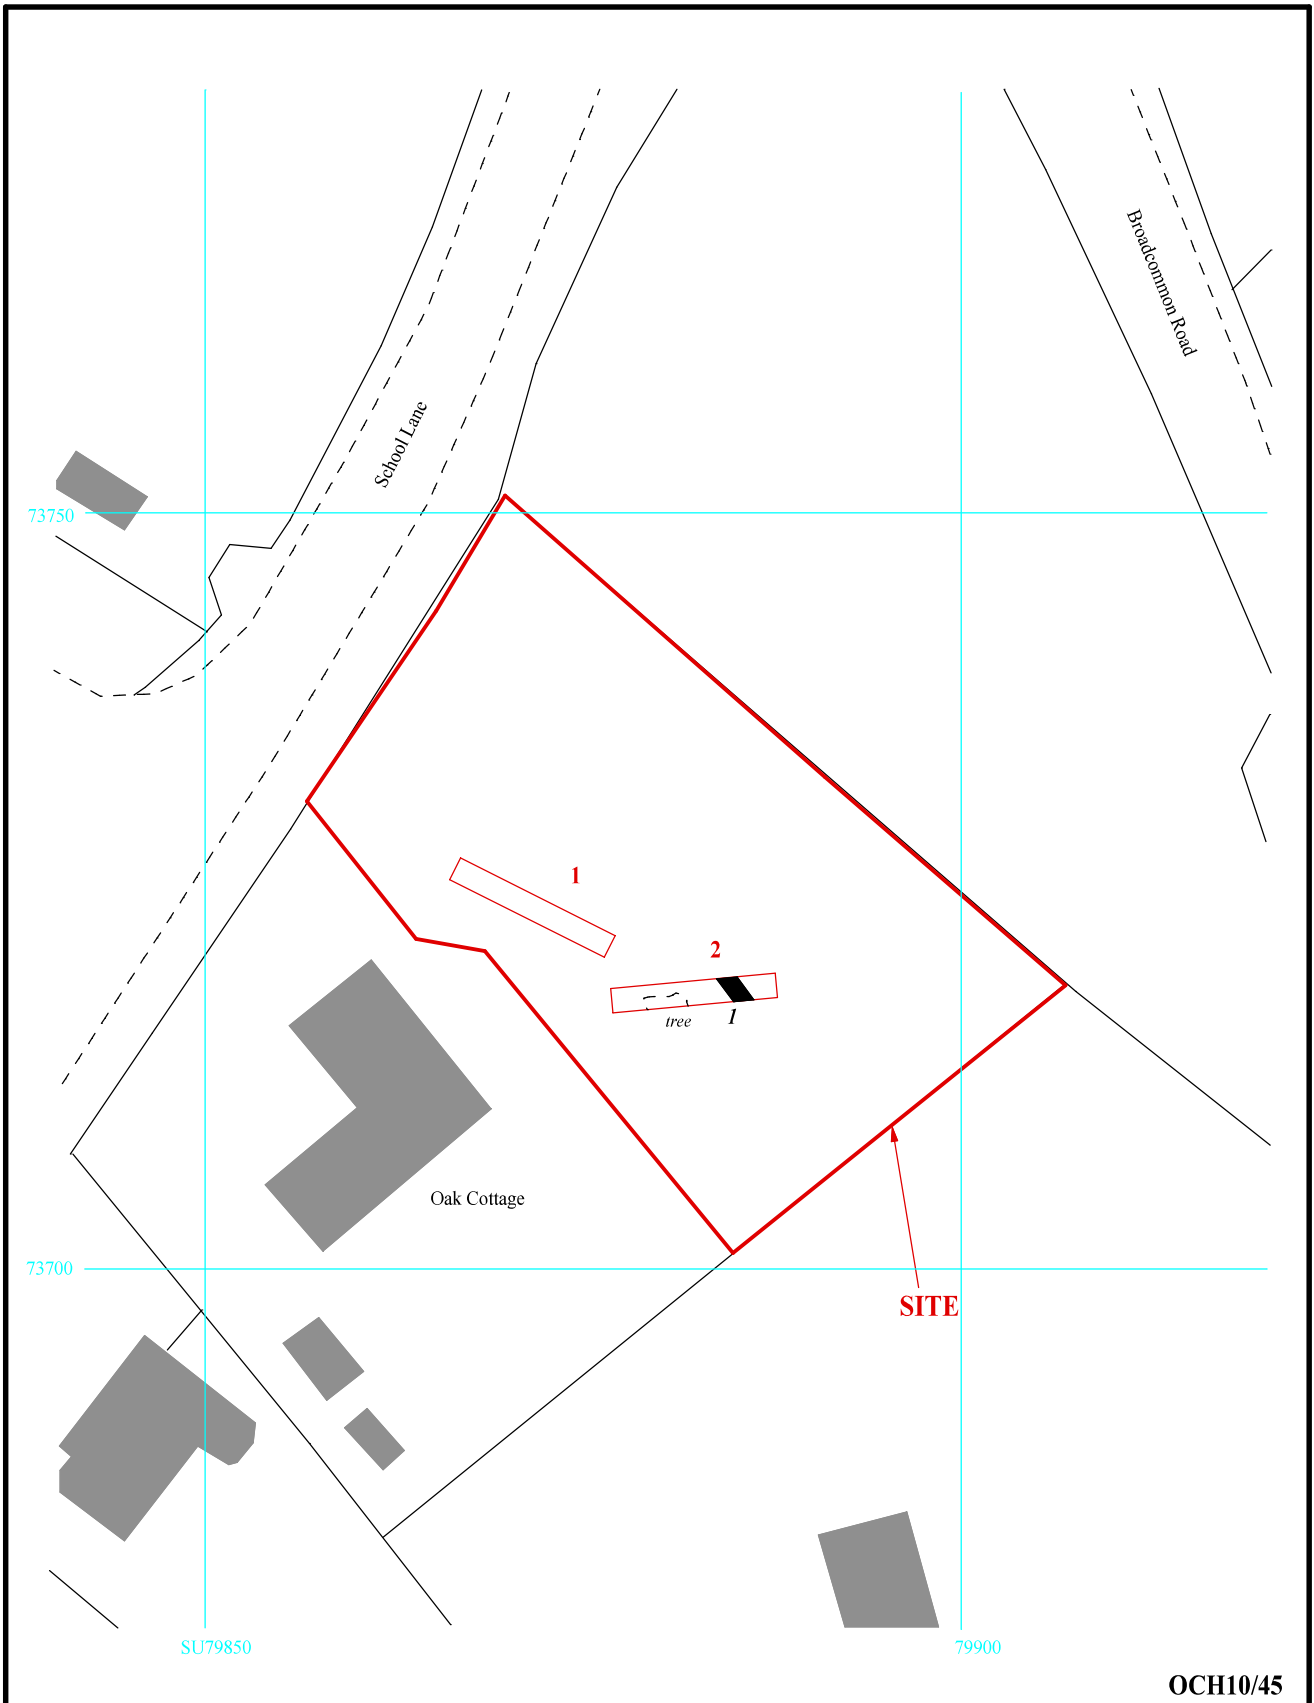 Broadcommon Road
School Lane
73750
1
2
tree
1
Oak Cottage
73700
SITE
SU79850
79900
OCH10/45